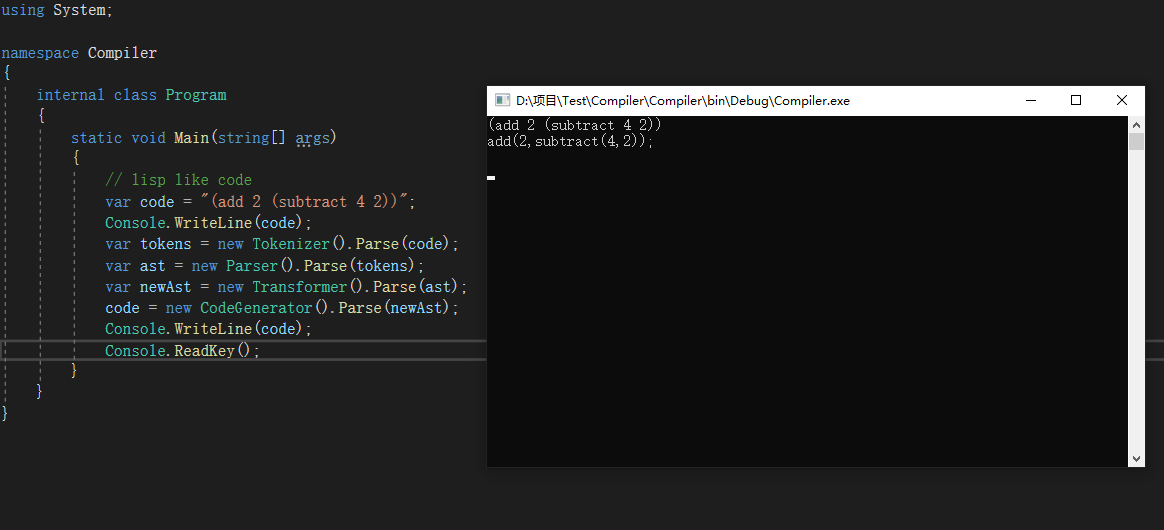 using System;
namespace Compiler
{
internal class Program
{
static void Main(string[] args)
{
// lisp like code
var code = "(add 2 (subtract 4 2))";
Console.WriteLine(code);
var tokens = new Tokenizer().Parse(code);
var ast = new Parser().Parse(tokens);
var newAst = new Transformer().Parse(ast);
code = new CodeGenerator().Parse(newAst);
Console.WriteLine(code);
Console.ReadKey();
}
}
}
D:\项目\Test\Compiler\Compiler\bin\Debug\Compiler.exe
(add 2 (subtract 4 2))
add(2,subtract(4,2));